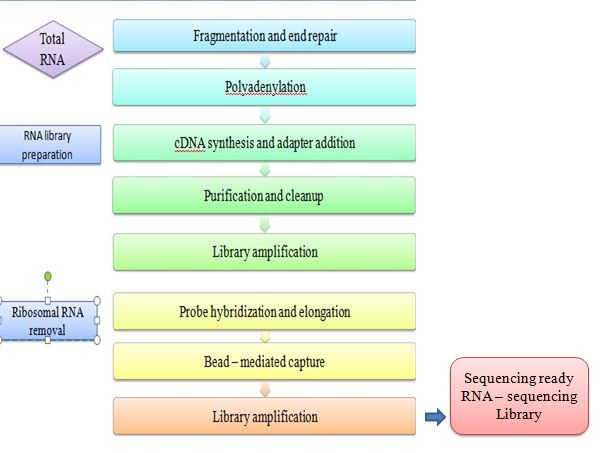 Total
RNA
Fragmentation and end repair
Polyadenylation
RNA library
preparation
cDNA synthesis and adapter addition
Purification and cleanup
Library amplification
Ribosomal RNA
removal
Probe hybridization and elongation
Bead – mediated capture
Library amplification
Sequencing ready
RNA – sequencing
Library